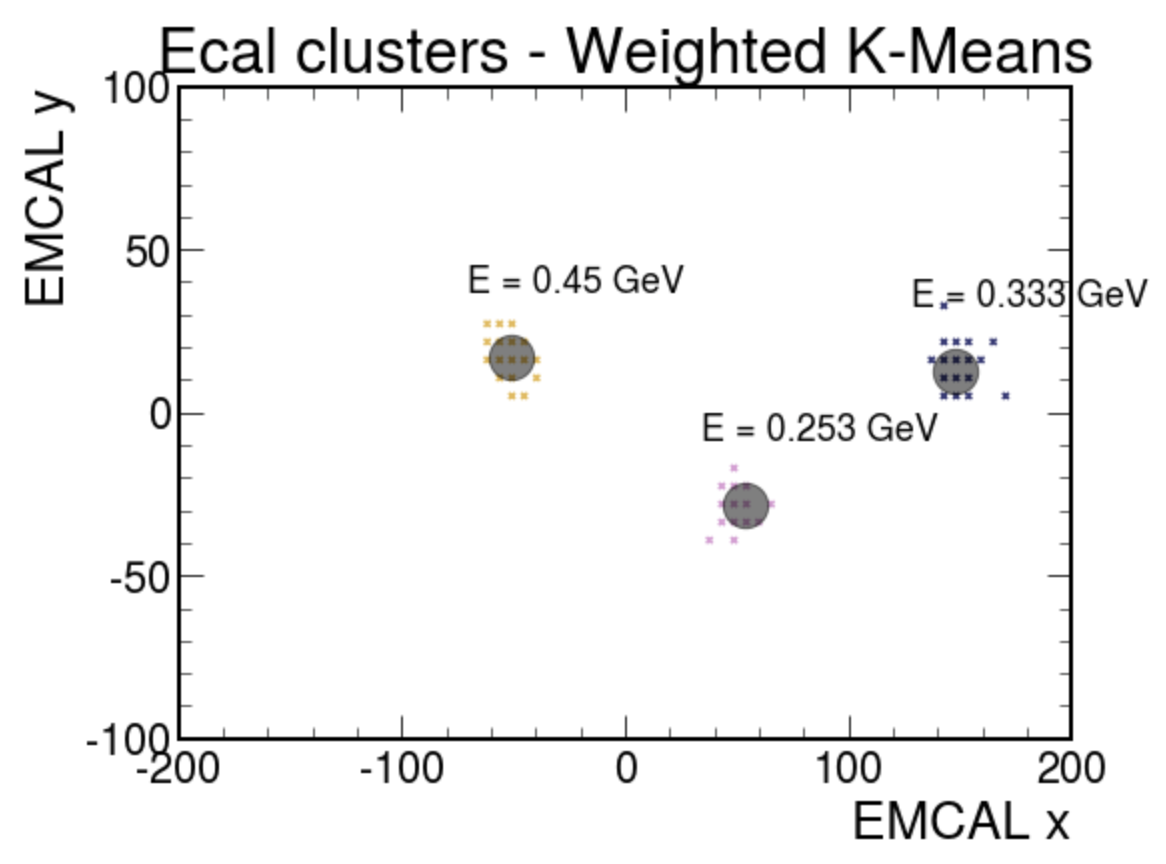 Ecal clusters - Weighted K-Means
EMCAL y
100
50
0
-50
-100
E = 0.45 GeV
E = 0.333 GeV
E = 0.253 GeV
-200
-100
0
100
200
EMCAL x